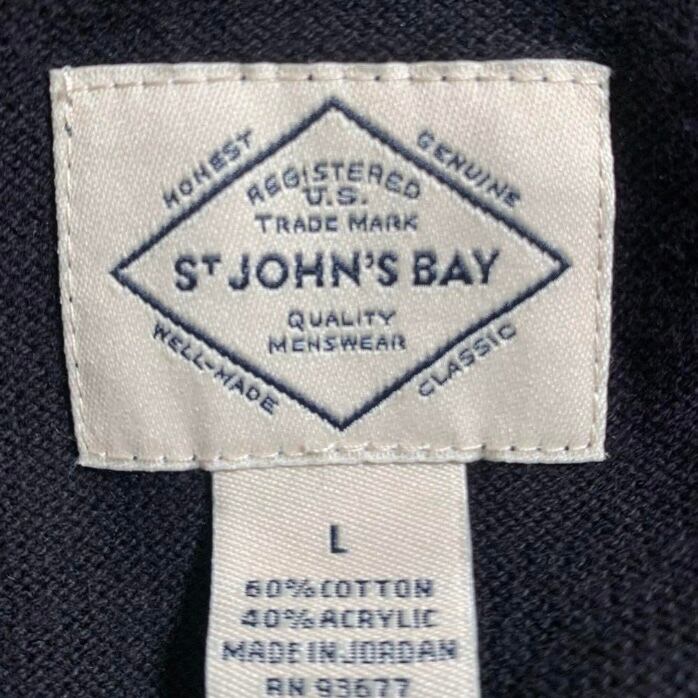 HONEST
GENUINE
REGISTERED
U.S.
TRADE MARK
ST JOHN'S BAY
QUALITY
MENSWEAR
WELL-MADE
CLASSIC
L
60% COTTON
40% ACRYLIC
MADE IN JORDAN
RN 93677